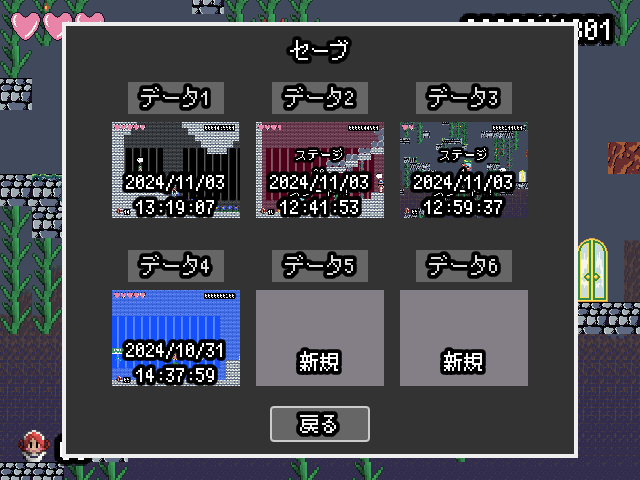 セーブ
データ1
データ2
データ3
ステージ
ステージ
2024/11/03
2024/11/03
2024/11/03
13:19:07
12:41:53
12:59:37
データ4
データ5
データ6
2024/10/31
14:37:59
新規
新規
戻る